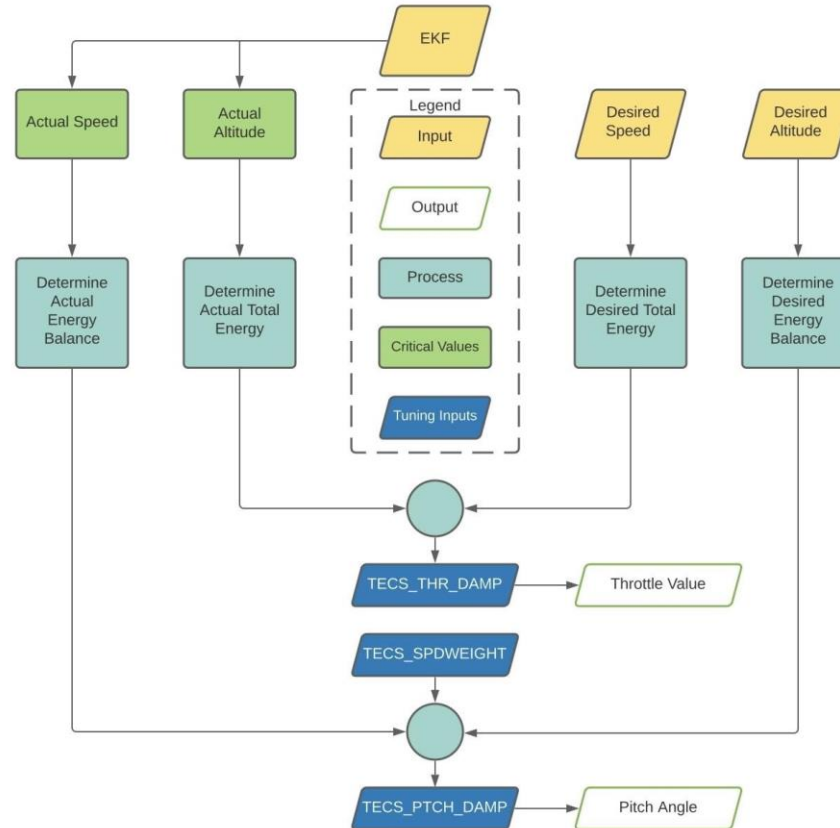 EKF
Actual Speed
Actual
Altitude
Legend
Input
Desired
Speed
Desired
Altitude
Output
Determine
Actual
Energy
Balance
Determine
Actual Total
Energy
Process
Determine
Desired Total
Energy
Determine
Desired
Energy
Balance
Critical Values
Tuning Inputs
TECS_THR_DAMP
Throttle Value
TECS_SPDWEIGHT
TECS_PTCH_DAMP
Pitch Angle